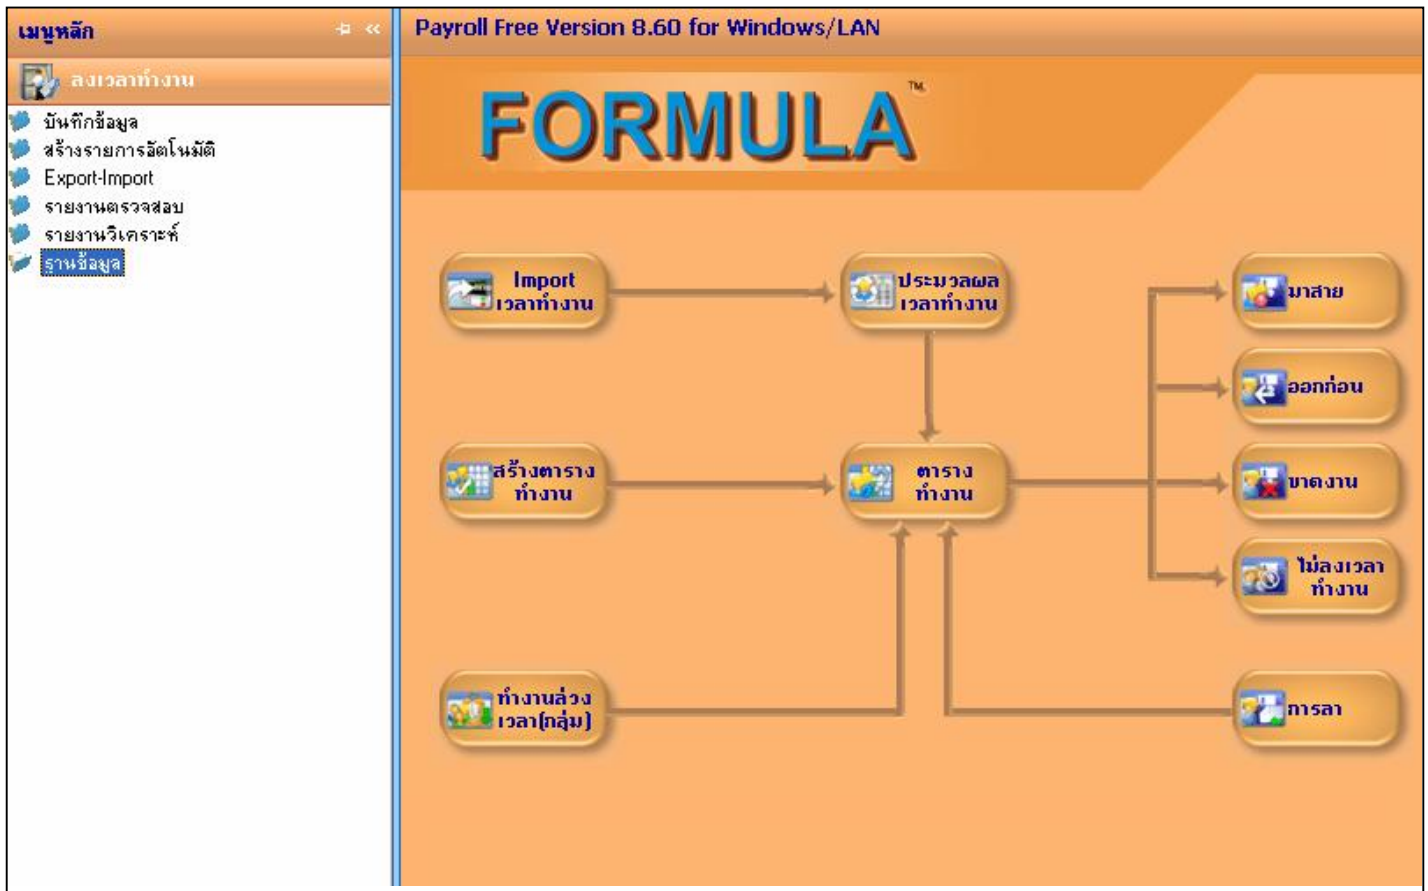 เมนูหลัก
Payroll Free Version 8.60 for Windows/LAN
ลงเวลาทำงาน
บันทึกข้อมูล
สร้างรายการอัตโนมัติ
Export-Import
รายงานตรวจสอบ
รายงานวิเคราะห์
ฐานข้อมูล
FORMULA™
Import
เวลาทำงาน
ประมวลผล
เวลาทำงาน
มาสาย
ออกก่อน
สร้างตาราง
ทำงาน
ตาราง
ทำงาน
ขาดงาน
ไม่ลงเวลา
ทำงาน
ทำงานล่วง
เวลา(กลุ่ม)
การลา